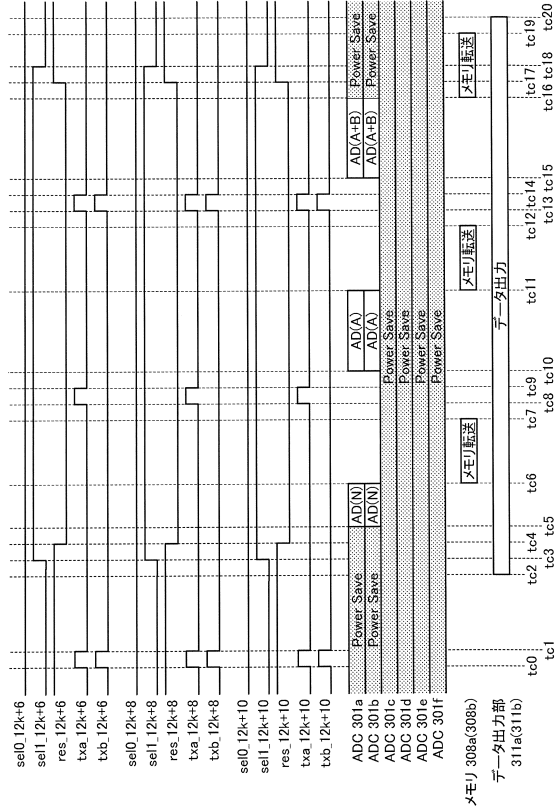 sel0_12k+6
sel1_12k+6
res_12k+6
txa_12k+6
txb_12k+6
sel0_12k+8
sel1_12k+8
res_12k+8
txa_12k+8
txb_12k+8
sel0_12k+10
sel1_12k+10
res_12k+10
txa_12k+10
txb_12k+10
ADC 301a Power Save AD(N) AD(A) AD(A+B) Power Save
ADC 301b Power Save AD(N) AD(A) AD(A+B) Power Save
ADC 301c Power Save
ADC 301d Power Save
ADC 301e Power Save
ADC 301f Power Save
メモリ 308a(308b) メモリ転送 メモリ転送 メモリ転送
データ出力部
311a(311b)
データ出力
tc0 tc2 tc4 tc7 tc9 tc12 tc14 tc17 tc19
tc1 tc3 tc5 tc6 tc8 tc10 tc11 tc13 tc15 tc16 tc18 tc20